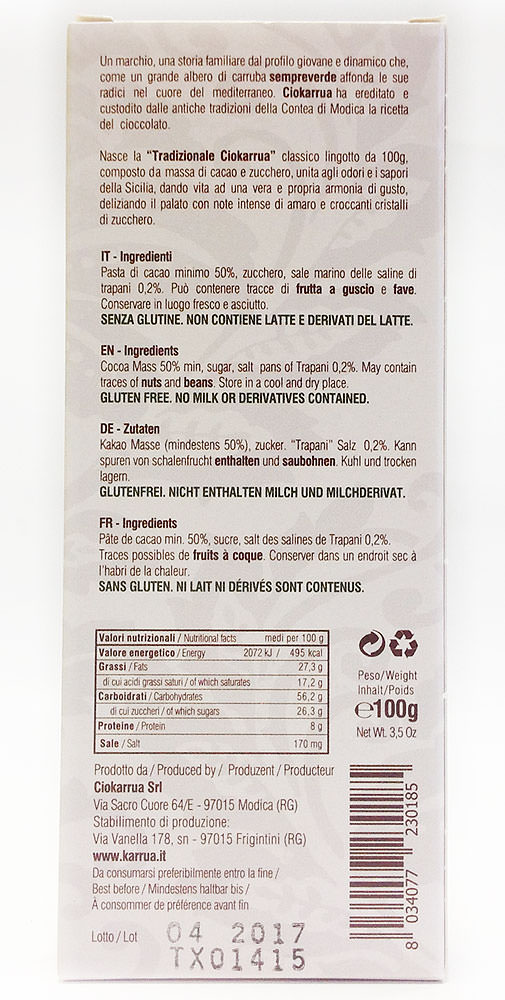 Un marchio, una storia familiare dal profilo giovane e dinamico che,
come un grande albero di carruba sempreverde affonda le sue
radici nel cuore del mediterraneo. Ciokarrua ha ereditato e
custodito dalle antiche tradizioni della Contea di Modica la ricetta
del cioccolato.
Nasce la “Tradizionale Ciokarrua” classico lingotto da 100g,
composto da massa di cacao e zucchero, unita agli odori e i sapori
della Sicilia, dando vita ad una vera e propria armonia di gusto,
deliziando il palato con note intense di amaro e croccanti cristalli
di zucchero.
IT - Ingredienti
Pasta di cacao minimo 50%, zucchero, sale marino delle saline di
trapani 0,2%. Può contenere tracce di frutta a guscio e fave.
Conservare in luogo fresco e asciutto.
SENZA GLUTINE. NON CONTIENE LATTE E DERIVATI DEL LATTE.
EN - Ingredients
Cocoa Mass 50% min, sugar, salt pans of Trapani 0,2%. May contain
traces of nuts and beans. Store in a cool and dry place.
GLUTEN FREE. NO MILK OR DERIVATIVES CONTAINED.
DE - Zutaten
Kakao Masse (mindestens 50%), zucker. “Trapani” Salz 0,2%. Kann
spuren von schalenfrucht enthalten und saubohnen. Kuhl und trocken
lagern.
GLUTENFREI. NICHT ENTHALTEN MILCH UND MILCHDERIVAT.
FR - Ingredients
Pâte de cacao min. 50%, sucre, salt des salines de Trapani 0,2%.
Traces possibles de fruits à coque. Conserver dans un endroit sec à
l'habri de la chaleur.
SANS GLUTEN. NI LAIT NI DÉRIVÉS SONT CONTENUS.
Valori nutrizionali / Nutritional facts medi per 100 g
Valore energetico / Energy 2072 kJ / 495 kcal
Grassi / Fats 27,3 g
di cui acidi grassi saturi / of which saturates 17,2 g
Carboidrati / Carbohydrates 56,2 g
di cui zuccheri / of which sugars 26,3 g
Proteine / Protein 8 g
Sale / Salt 170 mg
Peso/Weight
Inhalt/Poids
℮100g
Net Wt. 3,5 Oz
Prodotto da / Produced by / Produzent / Producteur
Ciokarrua Srl
Via Sacro Cuore 64/E - 97015 Modica (RG)
Stabilimento di produzione:
Via Vanella 178, sn - 97015 Frigintini (RG)
www.karrua.it
Da consumarsi preferibilmente entro la fine /
Best before / Mindestens haltbar bis /
À consommer de préférence avant fin
Lotto / Lot
04 2017
TX01415
8 034077 230185